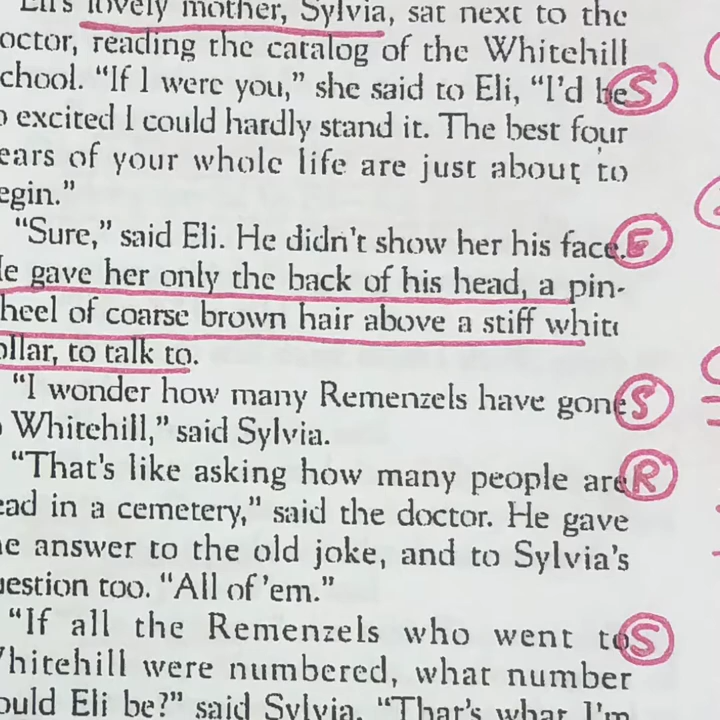 lovely mother, Sylvia, sat next to the
octor, reading the catalog of the Whitehill
chool. “If I were you,” she said to Eli, “I’d be S
o excited I could hardly stand it. The best four
ears of your whole life are just about to
egin.”
“Sure,” said Eli. He didn’t show her his face. E
He gave her only the back of his head, a pin-
heel of coarse brown hair above a stiff white
ollar, to talk to.
“I wonder how many Remenzels have gone S
o Whitehill,” said Sylvia.
“That’s like asking how many people are R
ead in a cemetery,” said the doctor. He gave
he answer to the old joke, and to Sylvia’s
uestion too. “All of ’em.”
“If all the Remenzels who went to S
Whitehill were numbered, what number
ould Eli be?” said Sylvia. “That’s what I’m